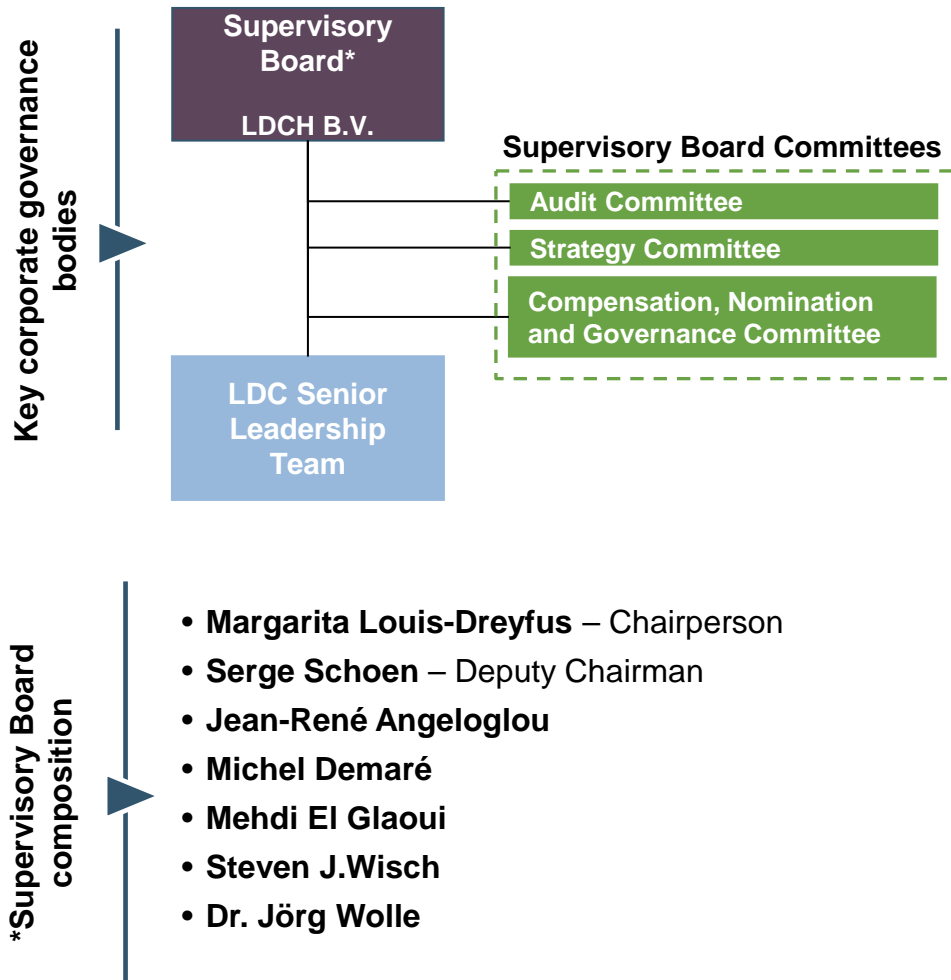 Key corporate governance
bodies
Supervisory
Board*
LDCH B.V.
Supervisory Board Committees
Audit Committee
Strategy Committee
Compensation, Nomination
and Governance Committee
LDC Senior
Leadership
Team
*Supervisory Board
composition
• Margarita Louis-Dreyfus – Chairperson
• Serge Schoen – Deputy Chairman
• Jean-René Angeloglou
• Michel Demaré
• Mehdi El Glaoui
• Steven J.Wisch
• Dr. Jörg Wolle